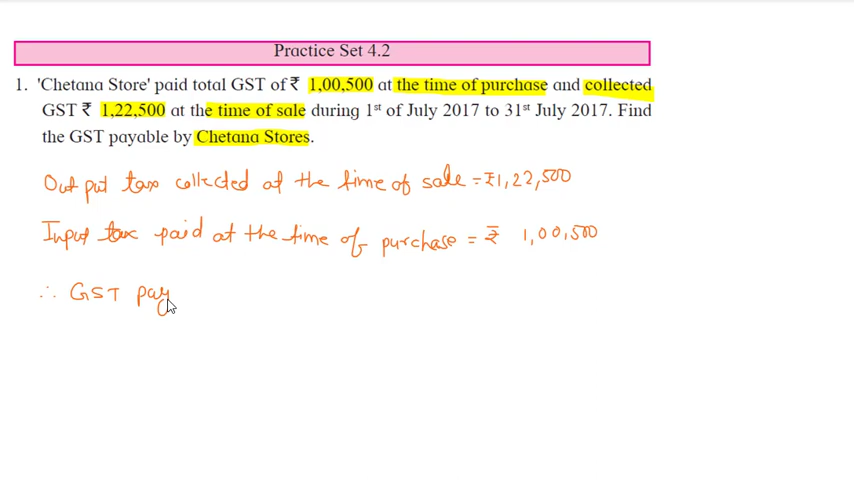 Practice Set 4.2
1. 'Chetana Store' paid total GST of ₹ 1,00,500 at the time of purchase and collected
GST ₹ 1,22,500 at the time of sale during 1st of July 2017 to 31st July 2017. Find
the GST payable by Chetana Stores.
Output tax collected at the time of sale = ₹1,22,500
Input tax paid at the time of purchase = ₹ 1,00,500
∴ GST pay